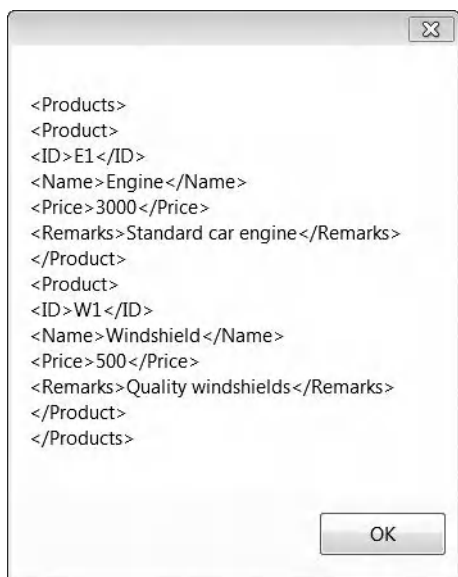 <Products>
<Product>
<ID>E1</ID>
<Name>Engine</Name>
<Price>3000</Price>
<Remarks>Standard car engine</Remarks>
</Product>
<Product>
<ID>W1</ID>
<Name>Windshield</Name>
<Price>500</Price>
<Remarks>Quality windshields</Remarks>
</Product>
</Products>
OK